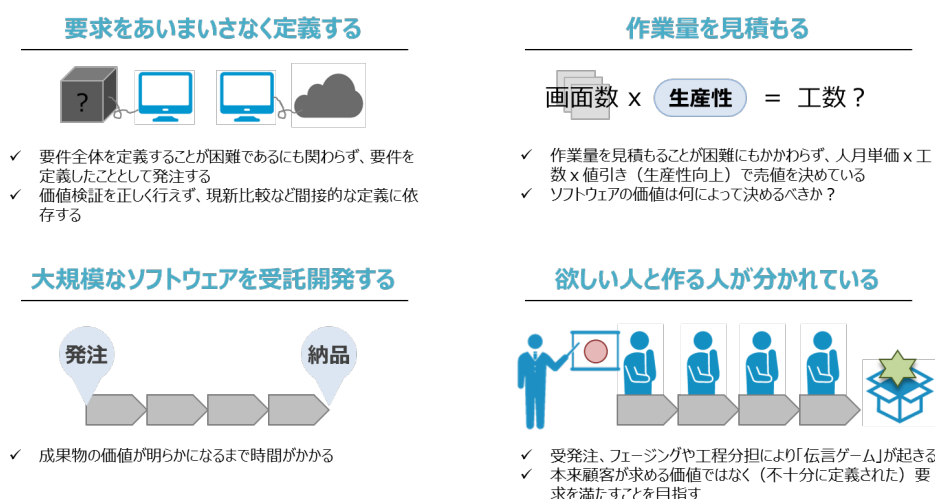 要求をあいまいさなく定義する
?
✓ 要件全体を定義することが困難であるにも関わらず、要件を
定義したこととして発注する
✓ 価値検証を正しく行えず、現新比較など間接的な定義に依
存する
作業量を見積もる
画面数 x 生産性 = 工数？
✓ 作業量を見積もることが困難にもかかわらず、人月単価 x 工
数 x 値引き（生産性向上）で売値を決めている
✓ ソフトウェアの価値は何によって決めるべきか？
大規模なソフトウェアを受託開発する
発注
納品
✓ 成果物の価値が明らかになるまで時間がかかる
欲しい人と作る人が分かれている
✓ 受発注、フェージングや工程分担により「伝言ゲーム」が起きる
✓ 本来顧客が求める価値ではなく（不十分に定義された）要
求を満たすことを目指す